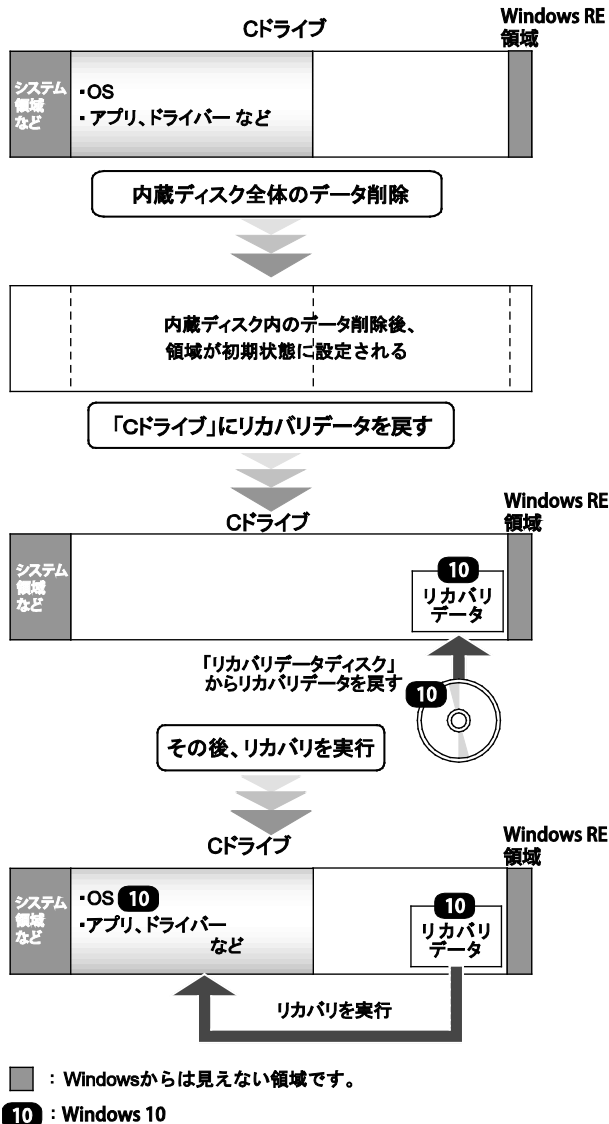 Cドライブ
Windows RE
領域
システム
領域
など
・OS
・アプリ、ドライバー など
内蔵ディスク全体のデータ削除
内蔵ディスク内のデータ削除後、
領域が初期状態に設定される
「Cドライブ」にリカバリデータを戻す
Cドライブ
Windows RE
領域
システム
領域
など
10
リカバリ
データ
「リカバリデータディスク」
からリカバリデータを戻す
10
その後、リカバリを実行
Cドライブ
Windows RE
領域
システム
領域
など
・OS 10
・アプリ、ドライバー
など
10
リカバリ
データ
リカバリを実行
：Windowsからは見えない領域です。
10：Windows 10